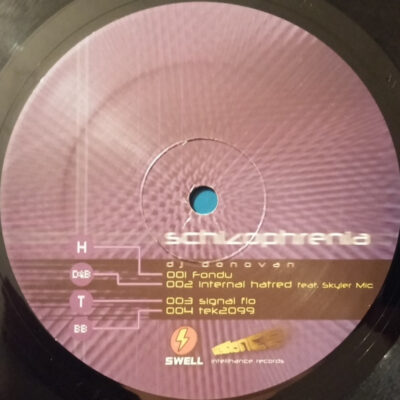 schizophrenia
dj donovan
H
001 fondu
D&B
002 internal hatred feat. Skyler Mic
T
003 signal flo
004 tek2099
BB
SWELL
intellihance records